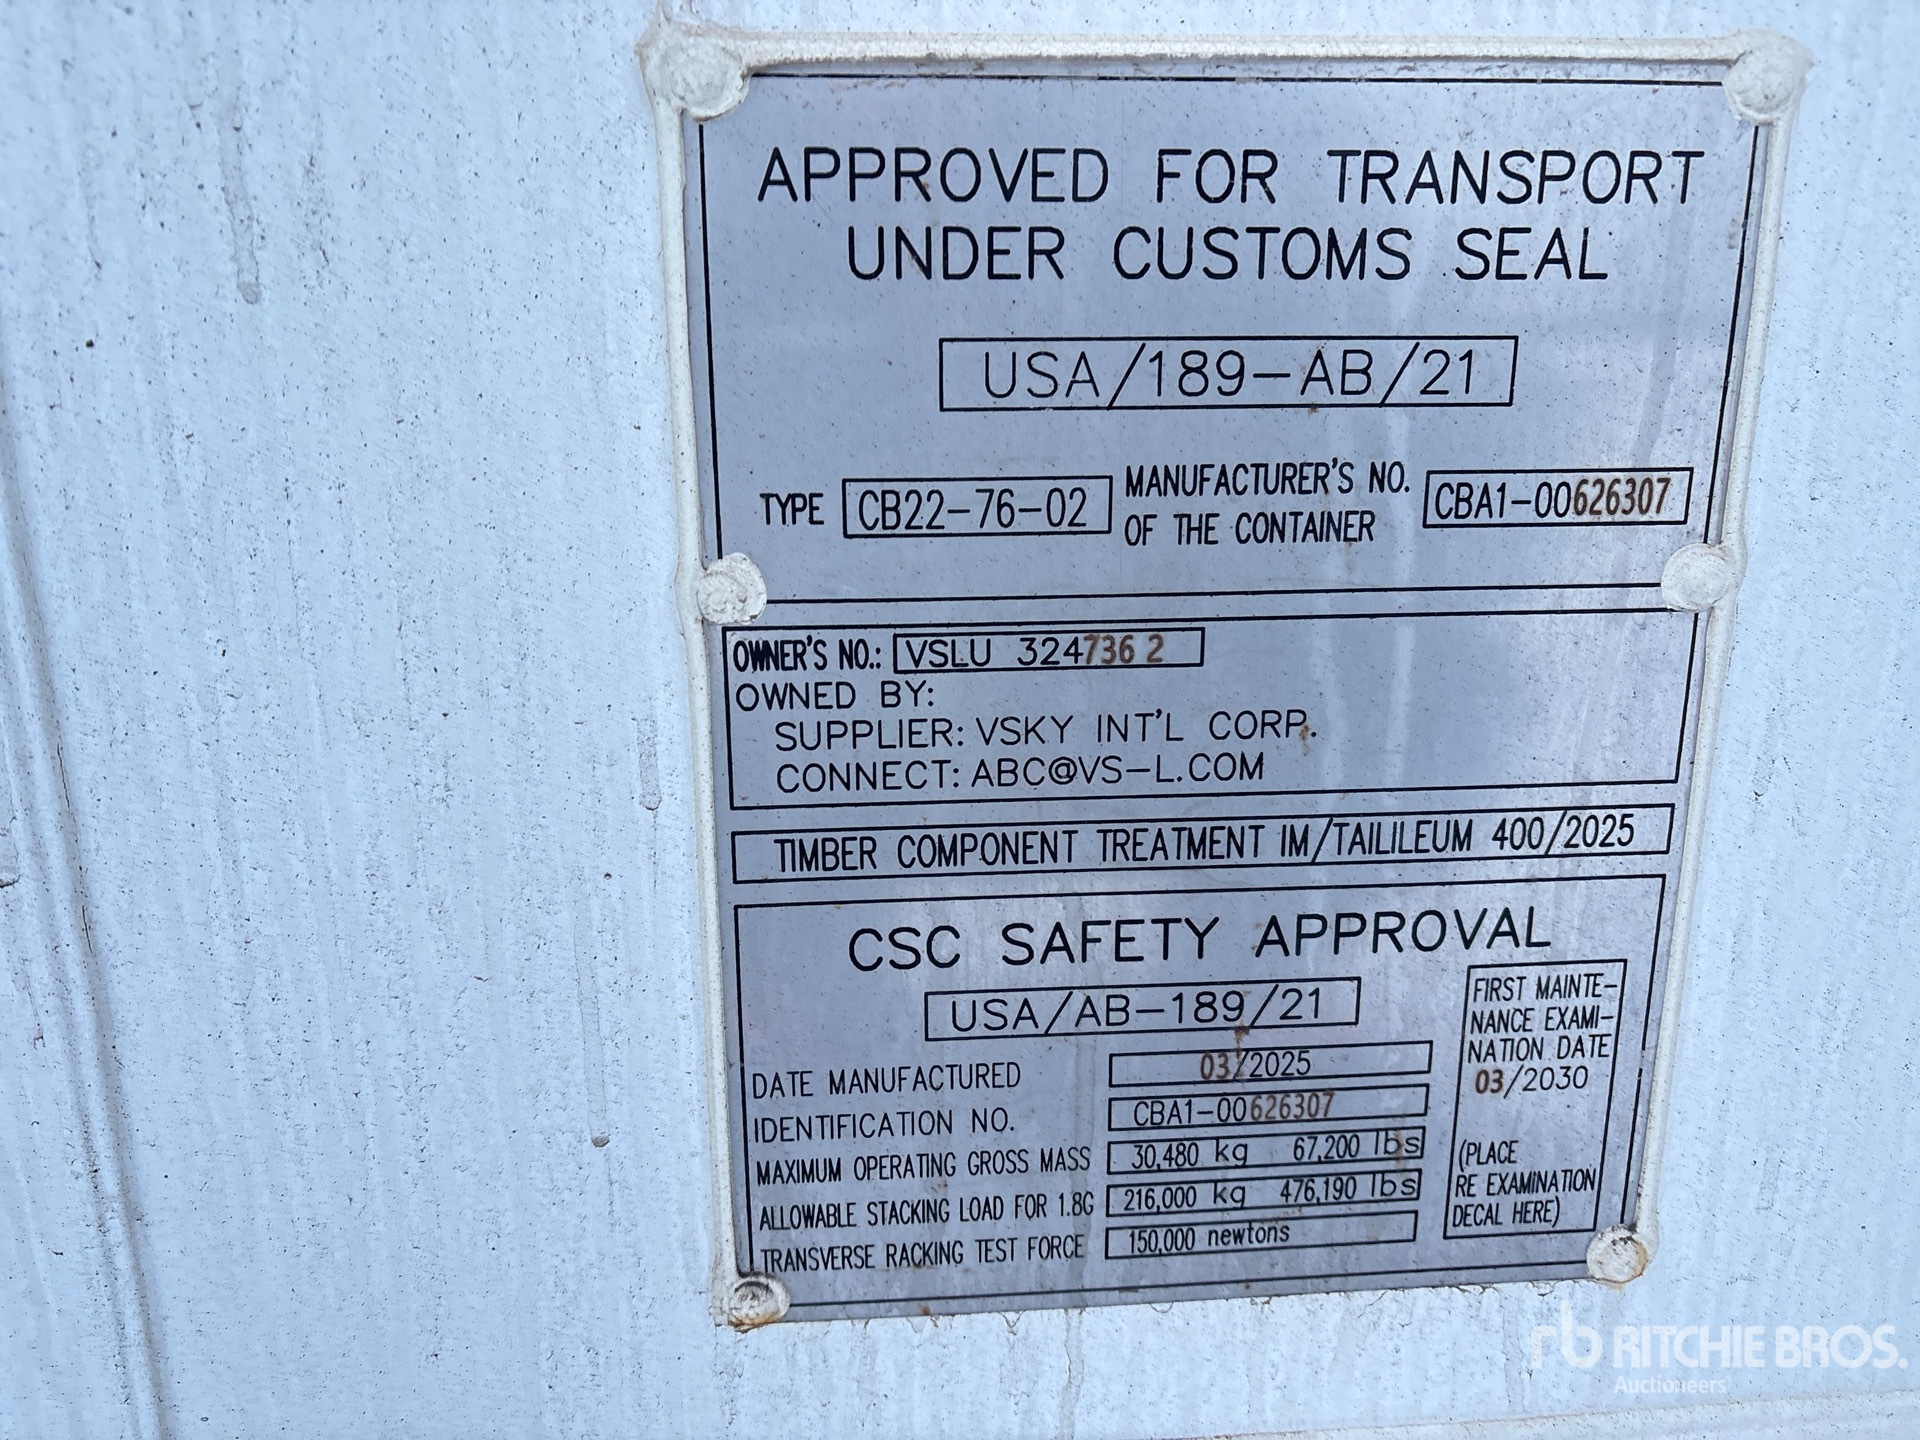 APPROVED FOR TRANSPORT
UNDER CUSTOMS SEAL
USA/189-AB/21
TYPE CB22-76-02 MANUFACTURER'S NO. OF THE CONTAINER CBA1-00626307
OWNER'S NO.: VSLU 324736 2
OWNED BY:
SUPPLIER: VSKY INT'L CORP.
CONNECT: ABC@VS-L.COM
TIMBER COMPONENT TREATMENT IM/TAILILEUM 400/2025
CSC SAFETY APPROVAL
USA/AB-189/21
DATE MANUFACTURED 03/2025
IDENTIFICATION NO. CBA1-00626307
MAXIMUM OPERATING GROSS MASS 30,480 kg 67,200 lbs
ALLOWABLE STACKING LOAD FOR 1.8G 216,000 kg 476,190 lbs
TRANSVERSE RACKING TEST FORCE 150,000 newtons
FIRST MAINTE-
NANCE EXAMI-
NATION DATE
03/2030
(PLACE
RE EXAMINATION
DECAL HERE)
rb RITCHIE BROS.
Auctioneers